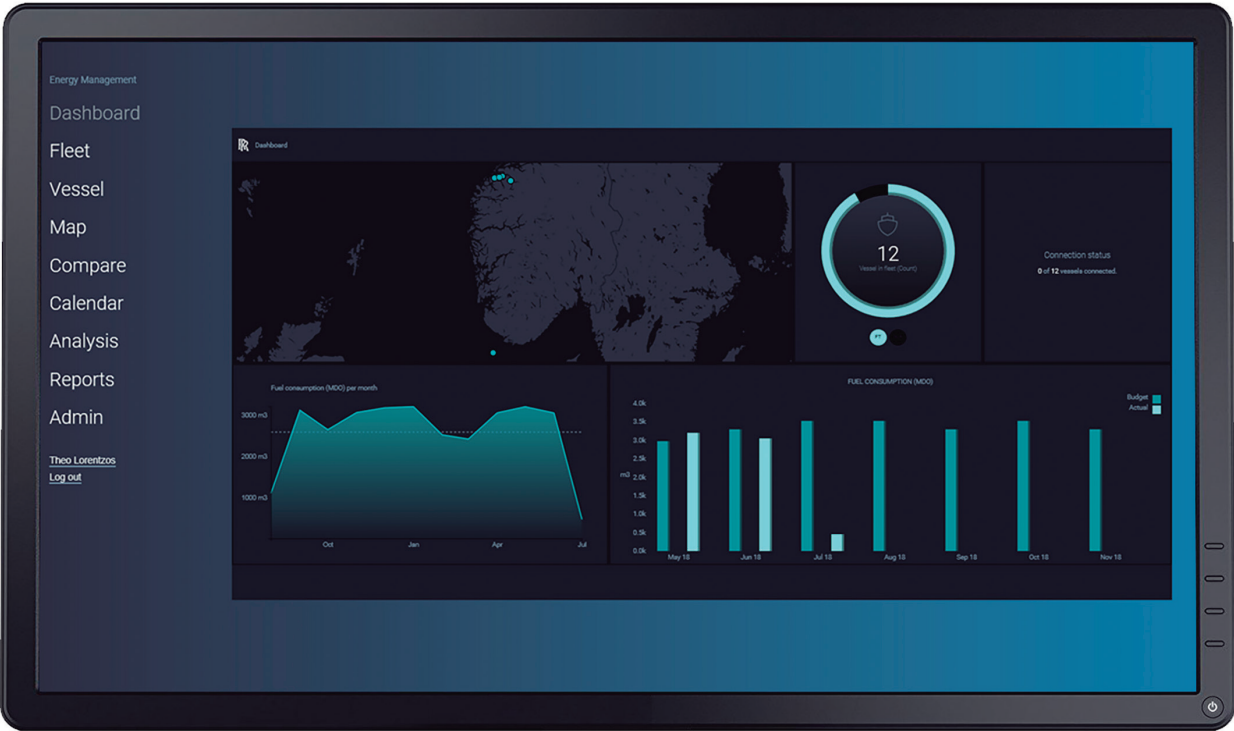 Energy Management
Dashboard
Fleet
Vessel
Map
Compare
Calendar
Analysis
Reports
Admin
Theo Lorentzos
Log out
RR Dashboard
12
Vessel in Feet (Count)
FT
Connection status
0 of 12 vessels connected.
Fuel consumption (MDO) per month
3000 m3
2000 m3
1000 m3
Oct Jan Apr Jul
FUEL CONSUMPTION (MDO)
Budget
Actual
4.0k
3.5k
3.0k
2.5k
m3 2.0k
1.5k
1.0k
0.5k
0.0k
May 18 Jun 18 Jul 18 Aug 18 Sep 18 Oct 18 Nov 18